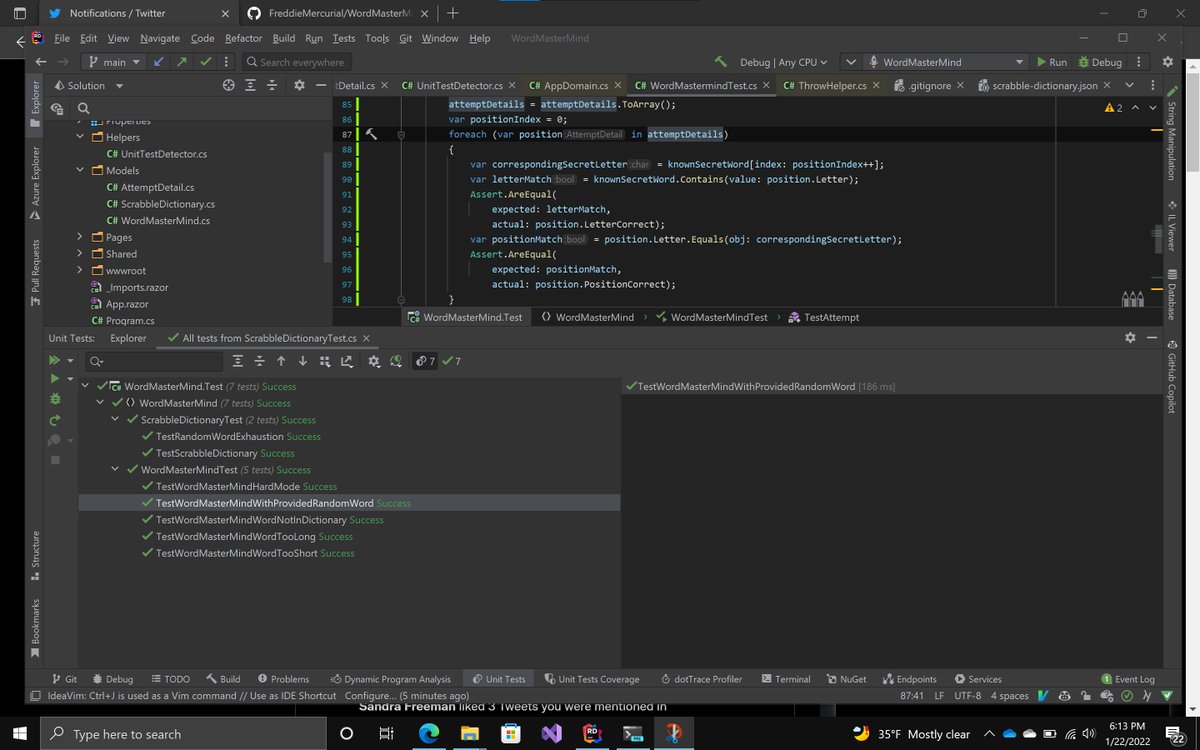 Notifications / Twitter
FreddieMercurial/WordMasterM
File Edit View Navigate Code Refactor Build Run Tests Tools Git Window Help WordMasterMind
main
Search everywhere
Debug | Any CPU
WordMasterMind
Run
Debug
Solution
:Detail.cs
C# UnitTestDetector.cs
C# AppDomain.cs
C# WordMastermindTest.cs
C# ThrowHelper.cs
.gitignore
scrabble-dictionary.json
Explorer
Azure Explorer
Pull Requests
Structure
Bookmarks
Properties
Helpers
C# UnitTestDetector.cs
Models
C# AttemptDetail.cs
C# ScrabbleDictionary.cs
C# WordMasterMind.cs
Pages
Shared
wwwroot
_Imports.razor
App.razor
C# Program.cs
85 attemptDetails = attemptDetails.ToArray();
86 var positionIndex = 0;
87 foreach (var position :AttemptDetail in attemptDetails)
88 {
89 var correspondingSecretLetter :char = knownSecretWord[index: positionIndex++];
90 var letterMatch :bool = knownSecretWord.Contains(value: position.Letter);
91 Assert.AreEqual(
92 expected: letterMatch,
93 actual: position.LetterCorrect);
94 var positionMatch :bool = position.Letter.Equals(obj: correspondingSecretLetter);
95 Assert.AreEqual(
96 expected: positionMatch,
97 actual: position.PositionCorrect);
98 }
2
String Manipulation
IL Viewer
Database
GitHub Copilot
C# WordMasterMind.Test
WordMasterMind
WordMasterMindTest
TestAttempt
Unit Tests:
Explorer
All tests from ScrabbleDictionaryTest.cs
7
7
C# WordMasterMind.Test (7 tests) Success
WordMasterMind (7 tests) Success
ScrabbleDictionaryTest (2 tests) Success
TestRandomWordExhaustion Success
TestScrabbleDictionary Success
WordMasterMindTest (5 tests) Success
TestWordMasterMindHardMode Success
TestWordMasterMindWithProvidedRandomWord Success
TestWordMasterMindWordNotInDictionary Success
TestWordMasterMindWordTooLong Success
TestWordMasterMindWordTooShort Success
TestWordMasterMindWithProvidedRandomWord [186 ms]
Git
Debug
TODO
Build
Problems
Dynamic Program Analysis
Unit Tests
Unit Tests Coverage
dotTrace Profiler
Terminal
NuGet
Endpoints
Services
1 Event Log
IdeaVim: Ctrl+J is used as a Vim command // Use as IDE Shortcut Configure... (5 minutes ago)
87:41 LF UTF-8 4 spaces
Sandra Freeman liked 3 Tweets you were mentioned in
Type here to search
35°F Mostly clear
6:13 PM
1/22/2022
22